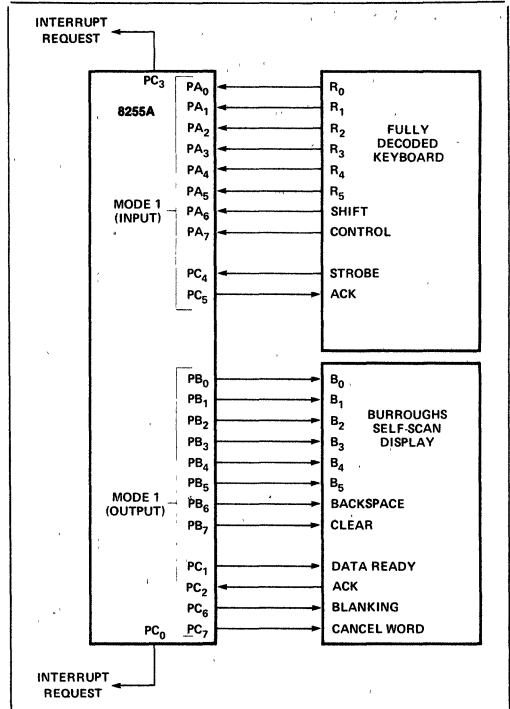 INTERRUPT
REQUEST
PC3
8255A
PA0 R0
PA1 R1
PA2 R2
PA3 R3
PA4 R4
PA5 R5
PA6 SHIFT
PA7 CONTROL
FULLY
DECODED
KEYBOARD
MODE 1
(INPUT)
PC4 STROBE
PC5 ACK
PB0 B0
PB1 B1
PB2 B2
PB3 B3
PB4 B4
PB5 B5
PB6 BACKSPACE
PB7 CLEAR
BURROUGHS
SELF-SCAN
DISPLAY
MODE 1
(OUTPUT)
PC1 DATA READY
PC2 ACK
PC6 BLANKING
PC7 CANCEL WORD
PC0
INTERRUPT
REQUEST